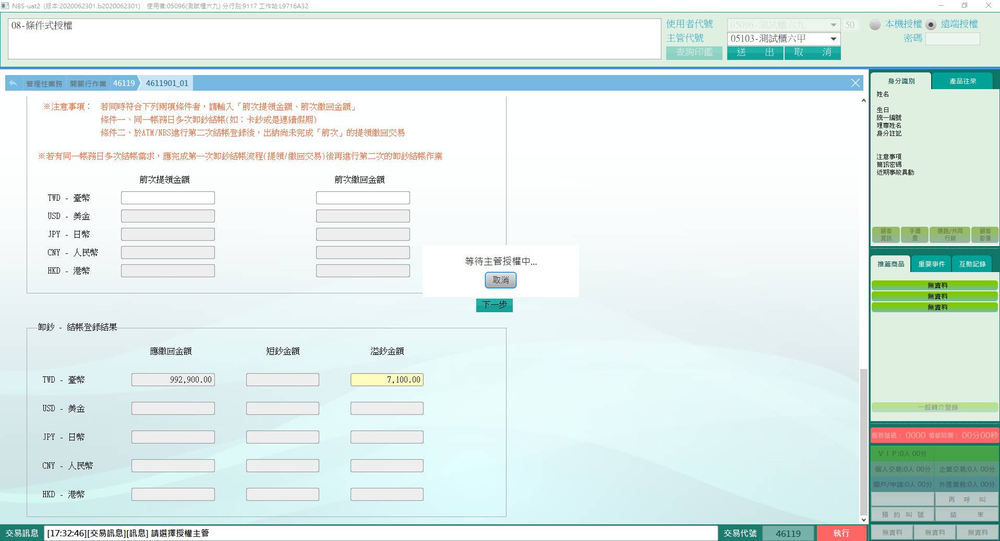 NBS-uat2 (版本:2020062301.b2020062301) 使用者:05096(測試櫃六九) 分行別:9117 工作站:L9716A32
08-條件式授權
使用者代號 05096-測試櫃六九 50 本機授權 遠端授權
主管代號 05103-測試櫃六甲 密碼
查詢印鑑 送 出 取 消
管理性業務 開關行作業 46119 4611901_01
※注意事項： 若同時符合下列兩項條件者，請輸入「前次提領金額、前次繳回金額」
條件一、同一帳務日多次卸鈔結帳(如：卡鈔或是連續假期)
條件二、於ATM/NBS進行第二次結帳登錄後，出納尚未完成「前次」的提領繳回交易
※若有同一帳務日多次結帳需求，應完成第一次卸鈔結帳流程(提領/繳回交易)後再進行第二次的卸鈔結帳作業
前次提領金額 前次繳回金額
TWD - 臺幣
USD - 美金
JPY - 日幣
CNY - 人民幣
HKD - 港幣
等待主管授權中...
取消
下一步
卸鈔 - 結帳登錄結果
應繳回金額 短鈔金額 溢鈔金額
TWD - 臺幣 992,900.00 7,100.00
USD - 美金
JPY - 日幣
CNY - 人民幣
HKD - 港幣
交易訊息 [17:32:46][交易訊息][訊息] 請選擇授權主管 交易代號 46119 執行
身分識別 產品往來
姓名
生日
統一編號
理專姓名
身分註記
注意事項
簡訊密碼
近期事故異動
顧客資訊 手續費 通路/共同行銷 顧客影像
推薦商品 重要事件 互動記錄
無資料
無資料
無資料
一般轉介登錄
服務號碼： 0000 等候時間： 00分00秒
ＶＩＰ:0人 00分
個人交易:0人 00分 企業交易:0人 00分
開戶/申請:0人 00分 外匯業務:0人 00分
再 呼 叫
預 約 叫 號 結 束
無資料 無資料 無資料